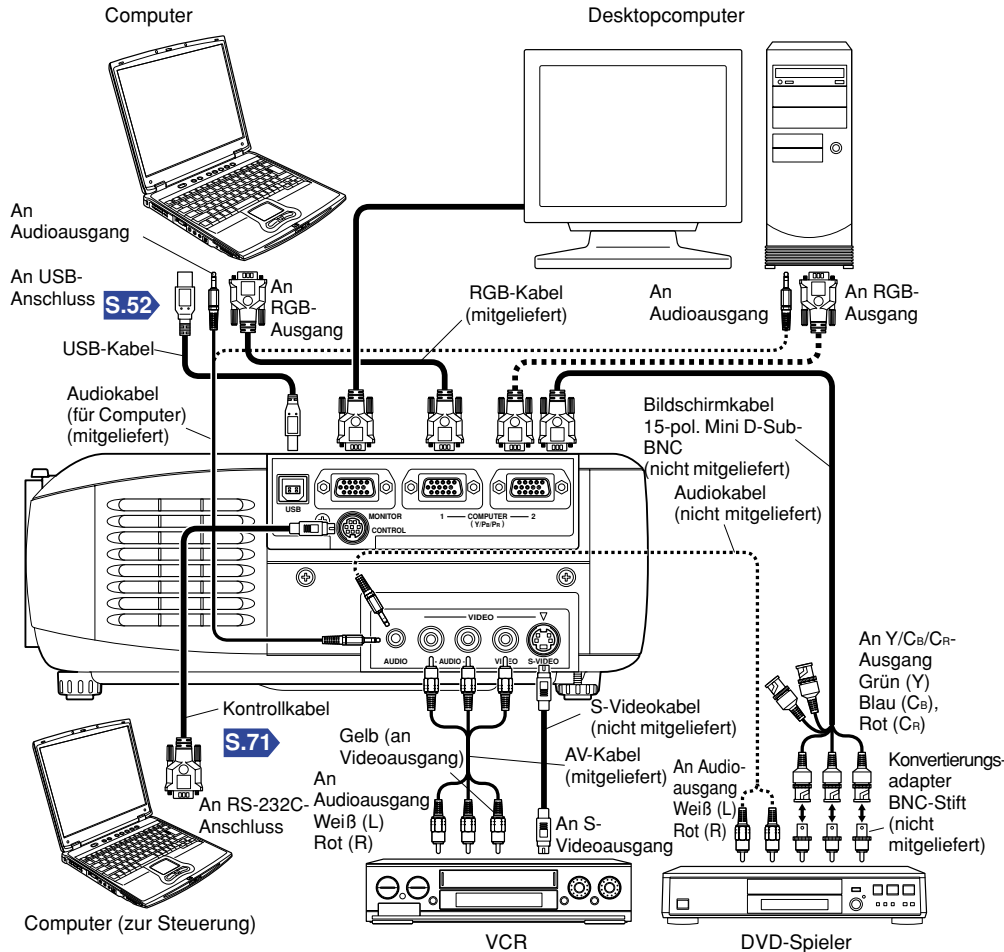 Computer
Desktopcomputer
An
Audioausgang
An USB-
Anschluss
S.52
USB-Kabel
An
RGB-
Ausgang
RGB-Kabel
(mitgeliefert)
An
Audioausgang
An RGB-
Ausgang
Audiokabel
(für Computer)
(mitgeliefert)
Bildschirmkabel
15-pol. Mini D-Sub-
BNC
(nicht mitgeliefert)
Audiokabel
(nicht mitgeliefert)
USB
MONITOR
CONTROL
1 — COMPUTER — 2
( Y/PB/PR )
VIDEO
AUDIO
- AUDIO -
VIDEO
S-VIDEO
An Y/CB/CR-
Ausgang
Grün (Y)
Blau (CB),
Rot (CR)
Kontrollkabel
S.71
An RS-232C-
Anschluss
Gelb (an
Videoausgang)
An
Audioausgang
Weiß (L)
Rot (R)
S-Videokabel
(nicht mitgeliefert)
AV-Kabel
(mitgeliefert)
An S-
Videoausgang
An Audio-
ausgang
Weiß (L)
Rot (R)
Konvertierungs-
adapter
BNC-Stift
(nicht
mitgeliefert)
Computer (zur Steuerung)
VCR
DVD-Spieler